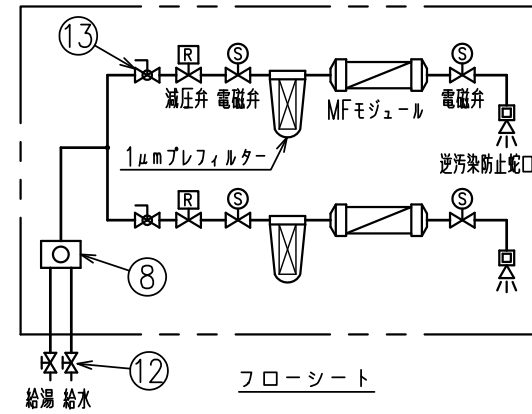 13
R
S
S
減圧弁 電磁弁
MFモジュール
電磁弁
1μmプレフィルター
逆汚染防止蛇口
R
S
S
8
12
給湯 給水
フローシート